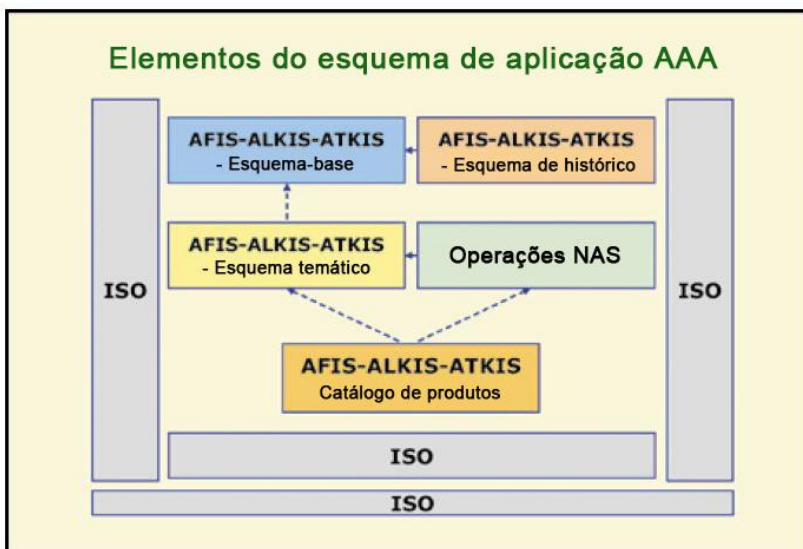 Elementos do esquema de aplicação AAA
AFIS-ALKIS-ATKIS
- Esquema-base
AFIS-ALKIS-ATKIS
- Esquema de histórico
AFIS-ALKIS-ATKIS
- Esquema temático
Operações NAS
ISO
ISO
AFIS-ALKIS-ATKIS
Catálogo de produtos
ISO
ISO